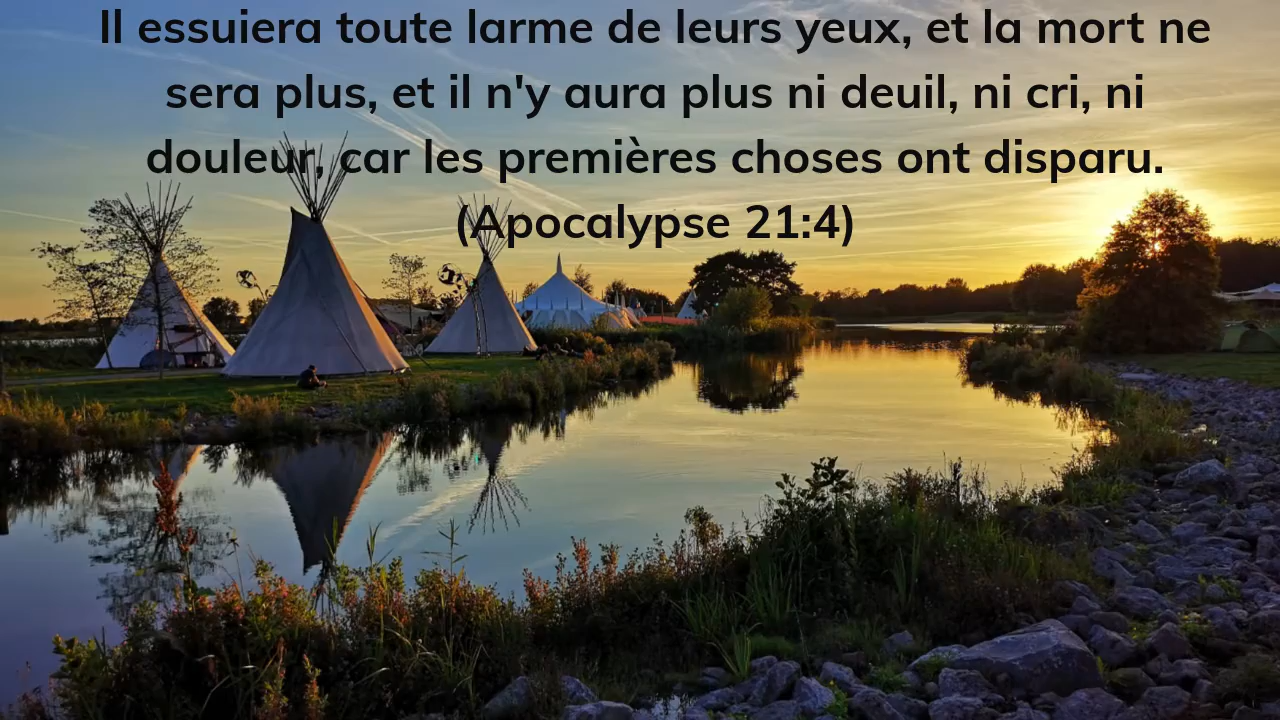 Il essuiera toute larme de leurs yeux, et la mort ne
sera plus, et il n'y aura plus ni deuil, ni cri, ni
douleur, car les premières choses ont disparu.
(Apocalypse 21:4)